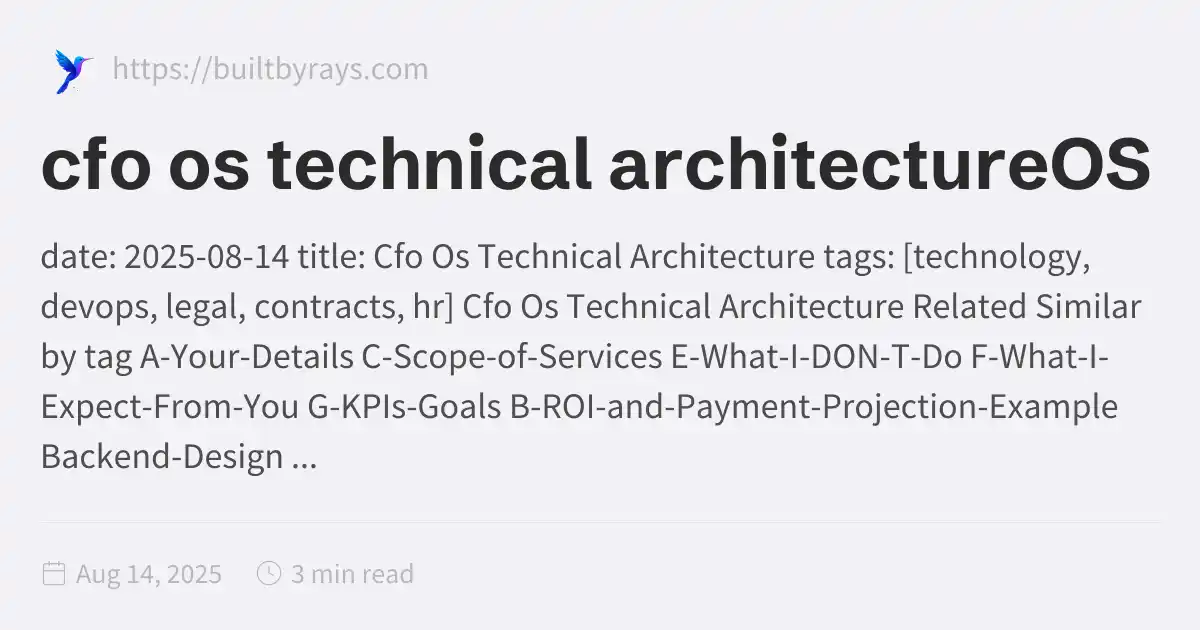 https://builtbyrays.com
cfo os technical architectureOS
date: 2025-08-14 title: Cfo Os Technical Architecture tags: [technology,
devops, legal, contracts, hr] Cfo Os Technical Architecture Related Similar
by tag A-Your-Details C-Scope-of-Services E-What-I-DON-T-Do F-What-I-
Expect-From-You G-KPIs-Goals B-ROI-and-Payment-Projection-Example
Backend-Design ...
Aug 14, 2025 3 min read